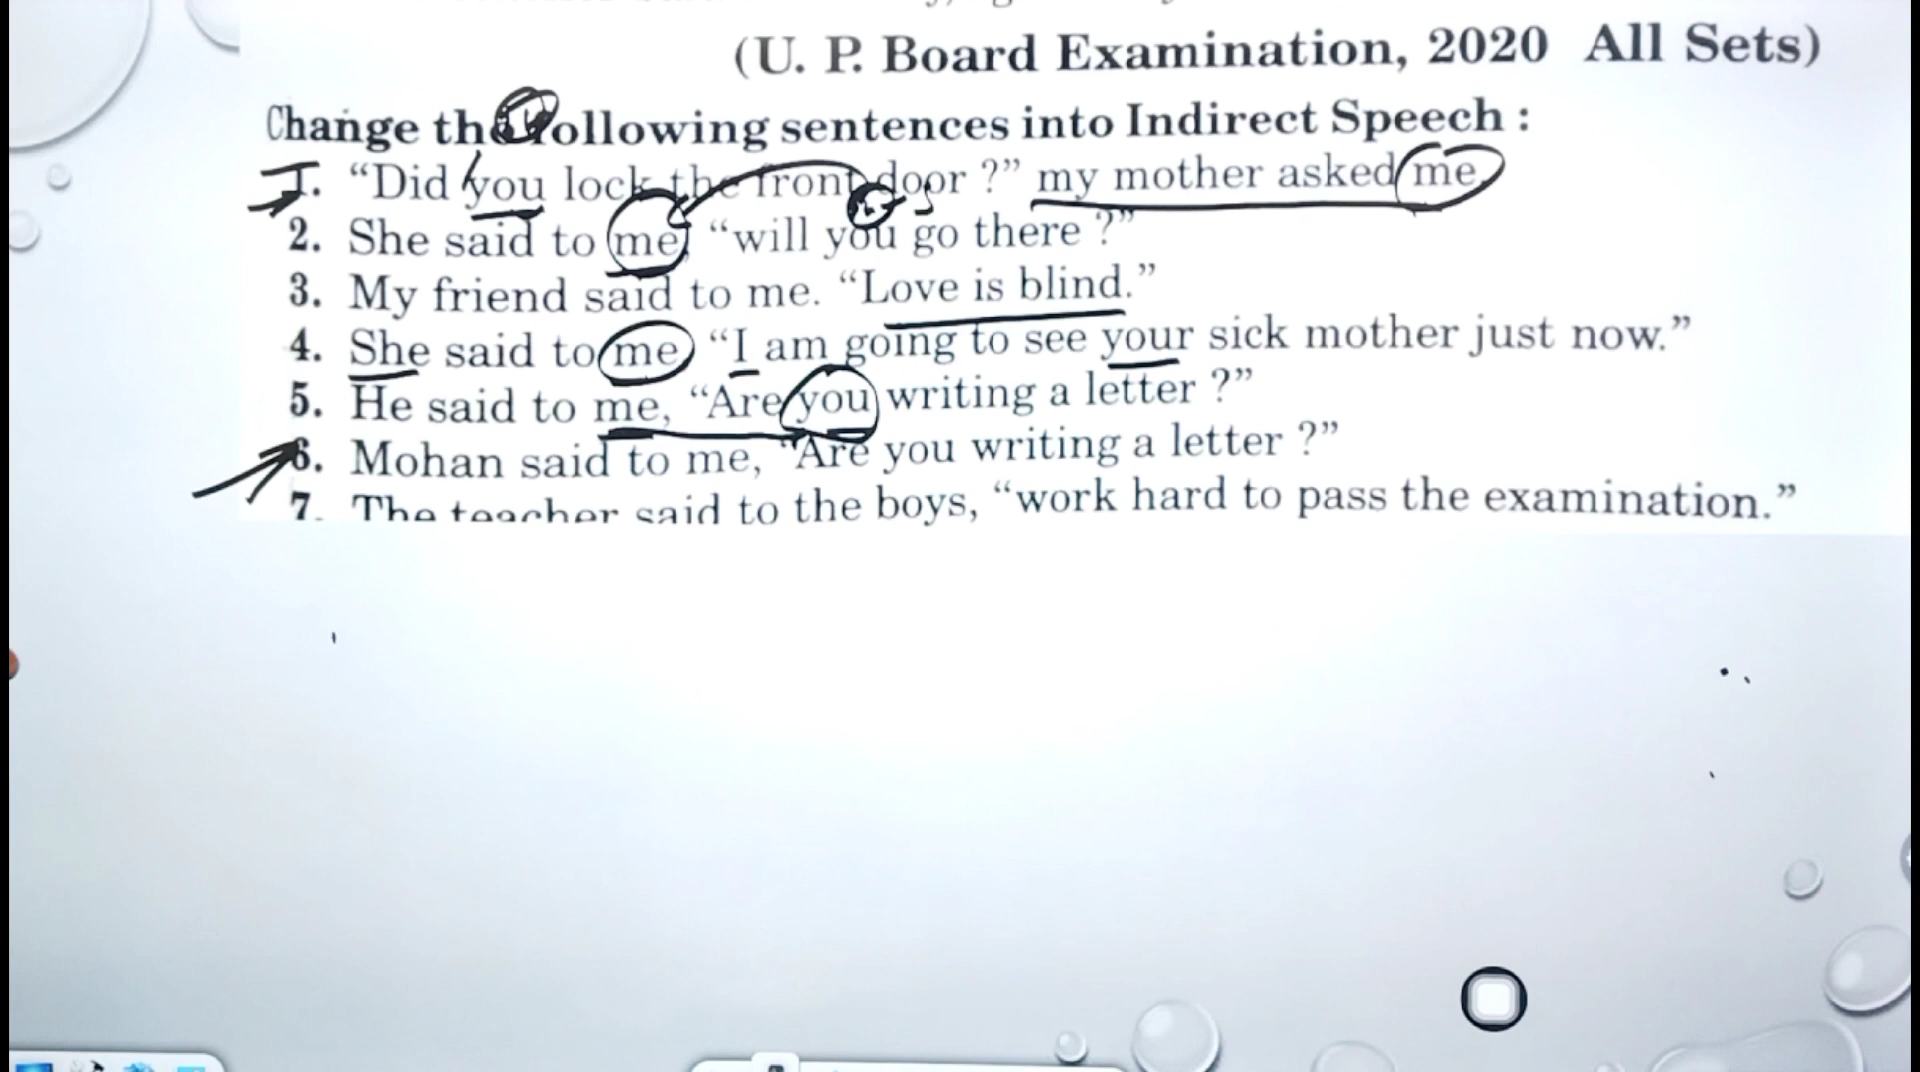 (U. P. Board Examination, 2020 All Sets)
Change the following sentences into Indirect Speech :
1. “Did you lock the front door ?” my mother asked me.
2. She said to me, “will you go there ?”
3. My friend said to me. “Love is blind.”
4. She said to me, “I am going to see your sick mother just now.”
5. He said to me, “Are you writing a letter ?”
6. Mohan said to me, “Are you writing a letter ?”
7. The teacher said to the boys, “work hard to pass the examination.”